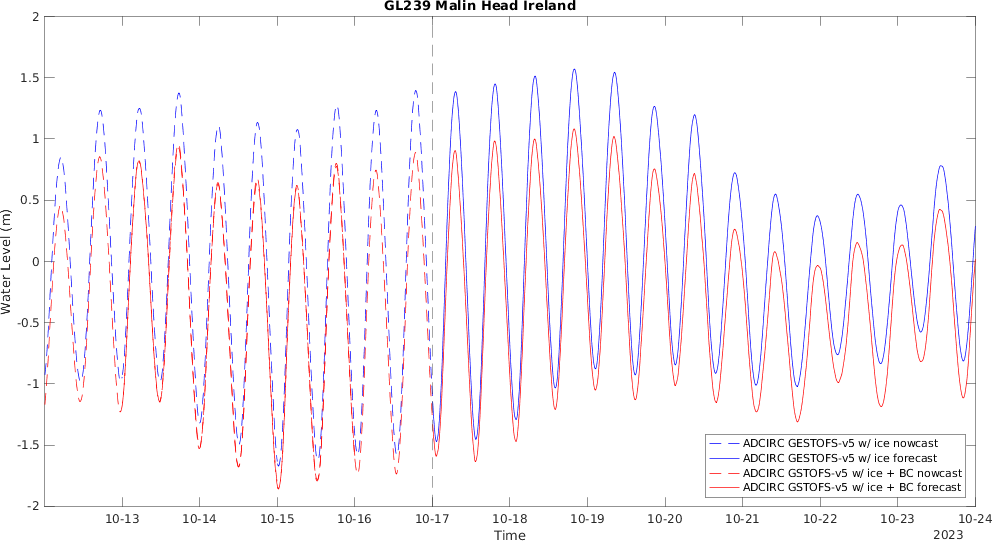 GL239 Malin Head Ireland
2
1.5
1
0.5
0
-0.5
-1
-1.5
-2
Water Level (m)
10-13 10-14 10-15 10-16 10-17 10-18 10-19 10-20 10-21 10-22 10-23 10-24
Time
2023
ADCIRC GESTOFS-v5 w/ ice nowcast
ADCIRC GESTOFS-v5 w/ ice forecast
ADCIRC GSTOFS-v5 w/ ice + BC nowcast
ADCIRC GSTOFS-v5 w/ ice + BC forecast